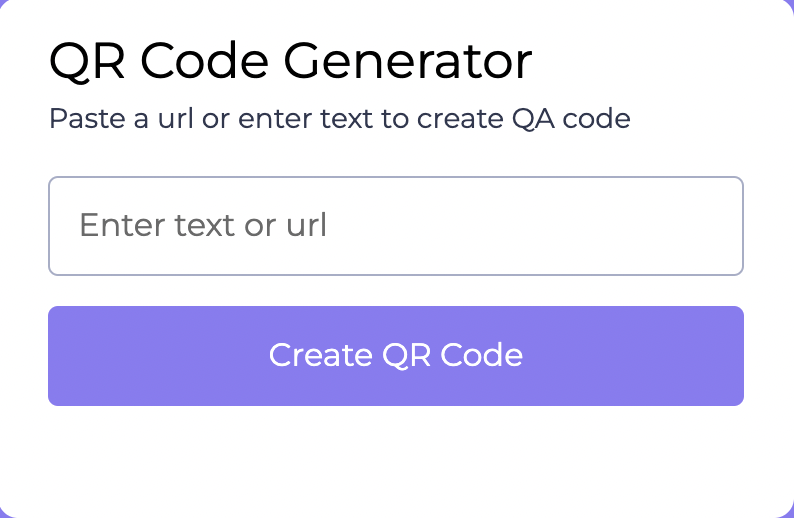 QR Code Generator
Paste a url or enter text to create QA code
Enter text or url
Create QR Code